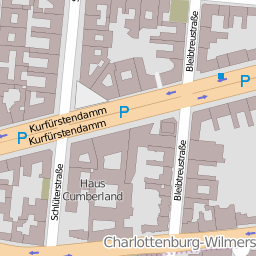 Bleibtreustraße
P
P
Kurfürstendamm
P
Kurfürstendamm
Bleibtreustraße
Schlüterstraße
Haus
Cumberland
Charlottenburg-Wilmers